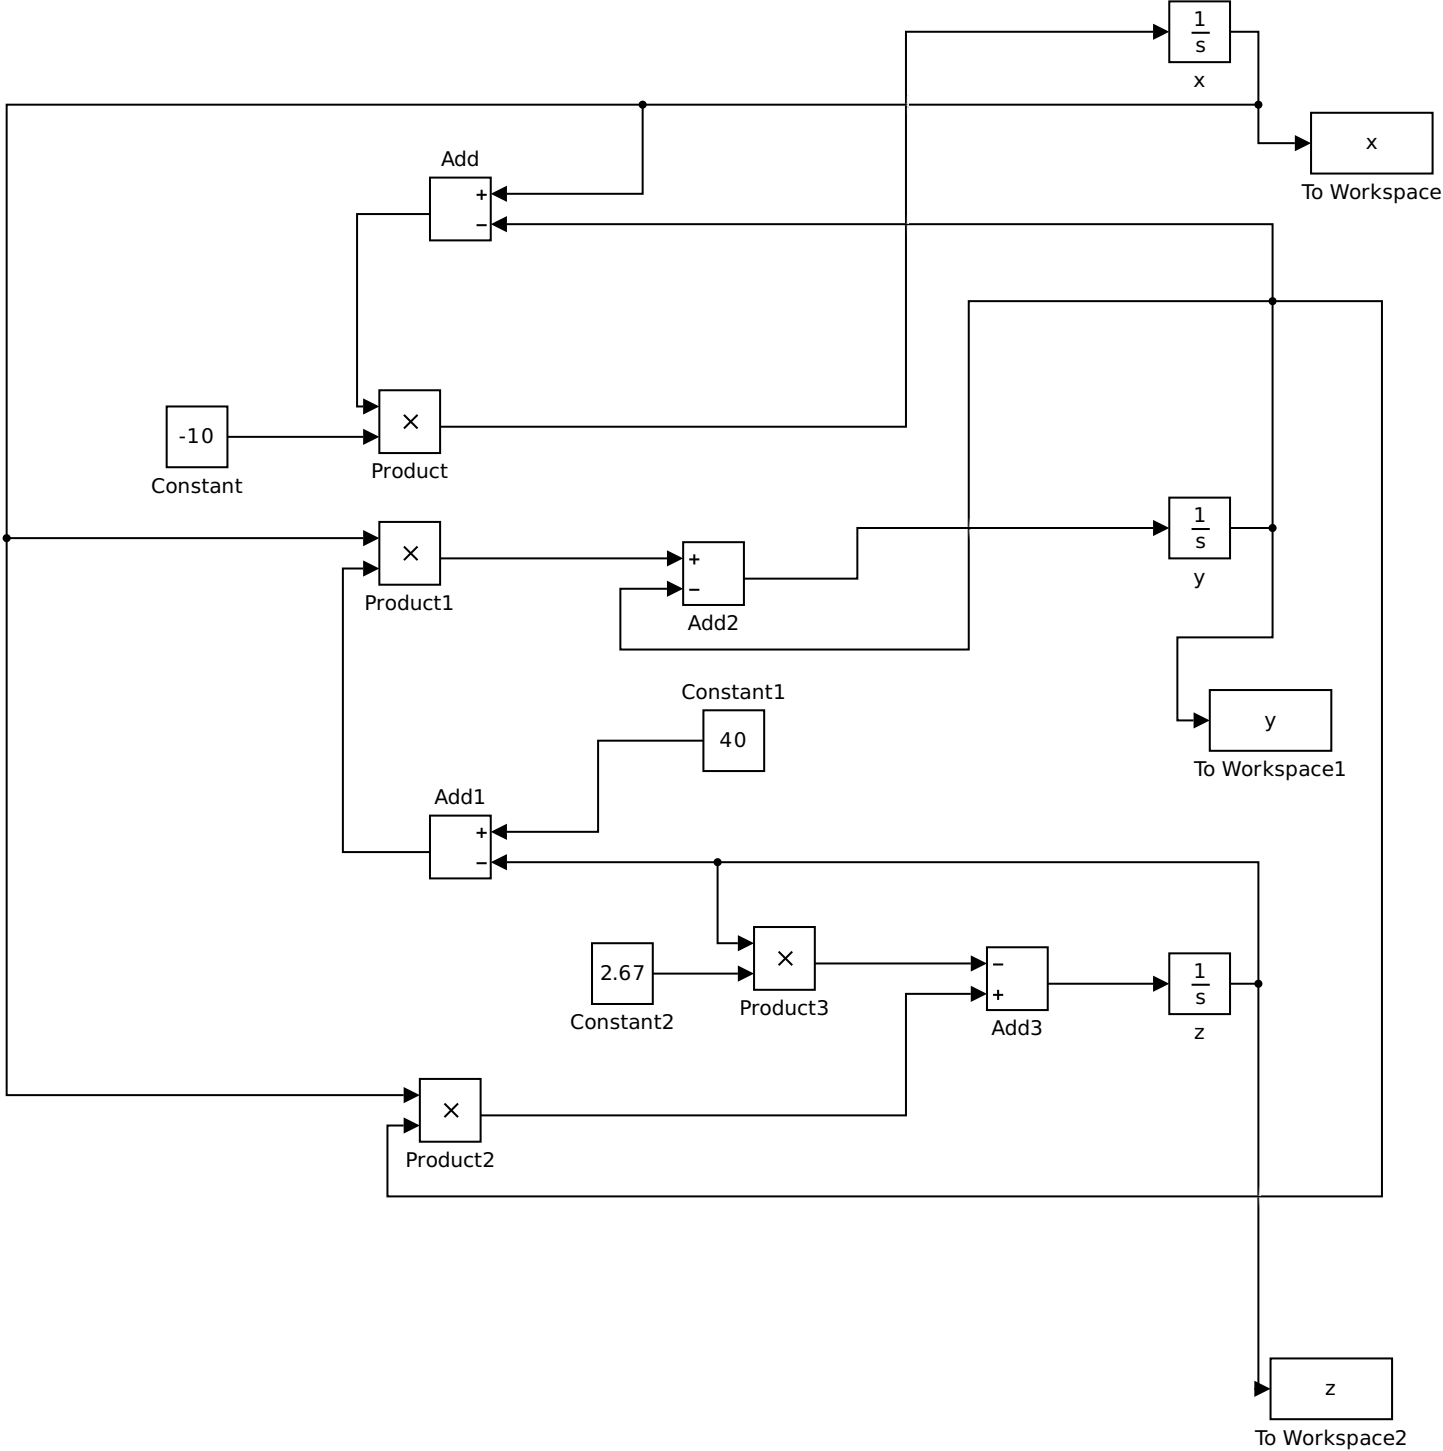 1
s
x
x
To Workspace
Add
+
−
-10
Constant
×
Product
×
Product1
+
−
Add2
1
s
y
y
To Workspace1
Constant1
40
Add1
+
−
2.67
Constant2
×
Product3
−
+
Add3
1
s
z
×
Product2
z
To Workspace2